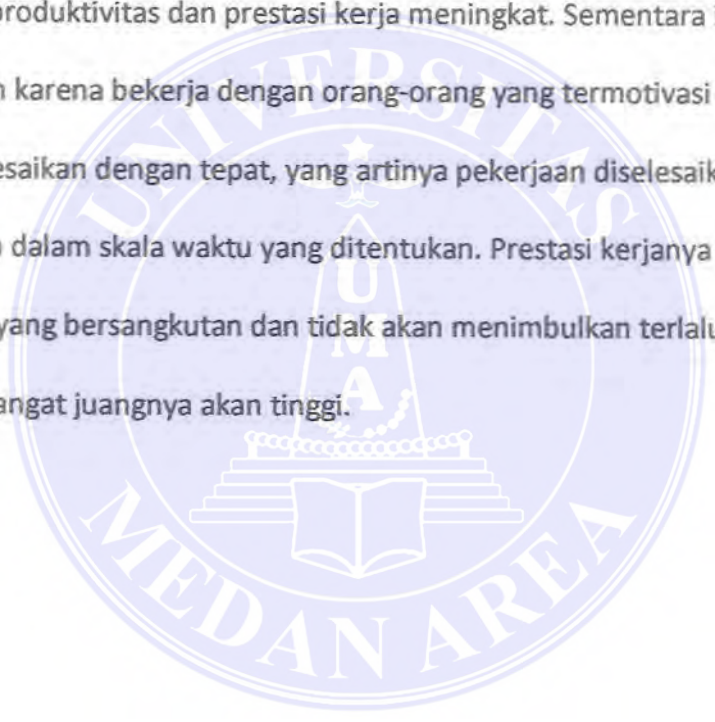 produktivitas dan prestasi kerja meningkat. Sementara
karena bekerja dengan orang-orang yang termotivasi
esaikan dengan tepat, yang artinya pekerjaan diselesaik
dalam skala waktu yang ditentukan. Prestasi kerjanya
yang bersangkutan dan tidak akan menimbulkan terlalu
angat juangnya akan tinggi.
UNIVERSITAS
UMA
MEDAN AREA